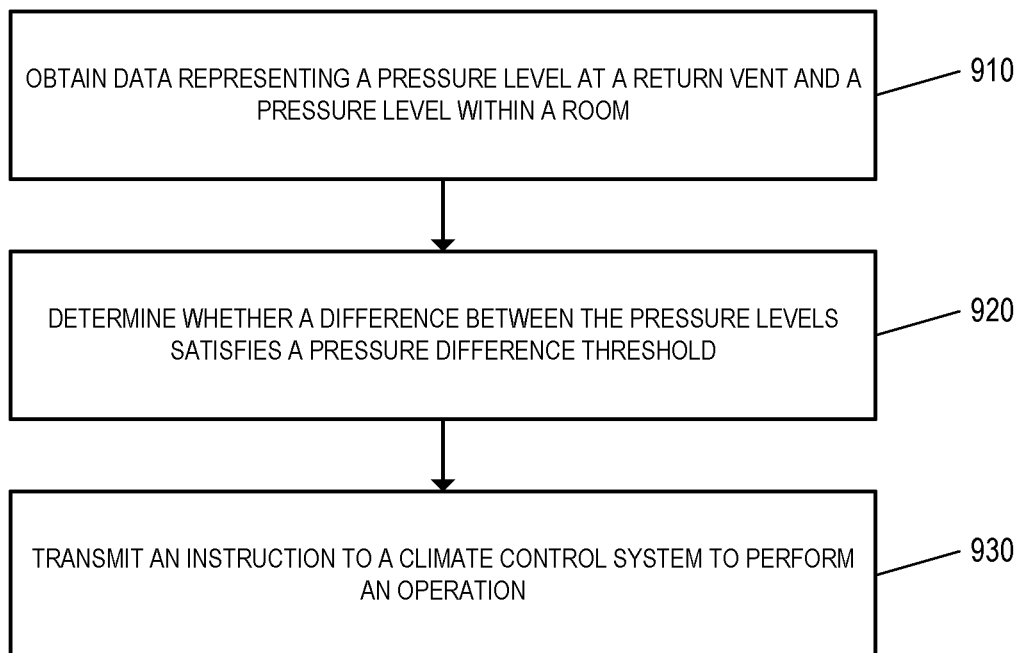 OBTAIN DATA REPRESENTING A PRESSURE LEVEL AT A RETURN VENT AND A
PRESSURE LEVEL WITHIN A ROOM
910
DETERMINE WHETHER A DIFFERENCE BETWEEN THE PRESSURE LEVELS
SATISFIES A PRESSURE DIFFERENCE THRESHOLD
920
TRANSMIT AN INSTRUCTION TO A CLIMATE CONTROL SYSTEM TO PERFORM
AN OPERATION
930